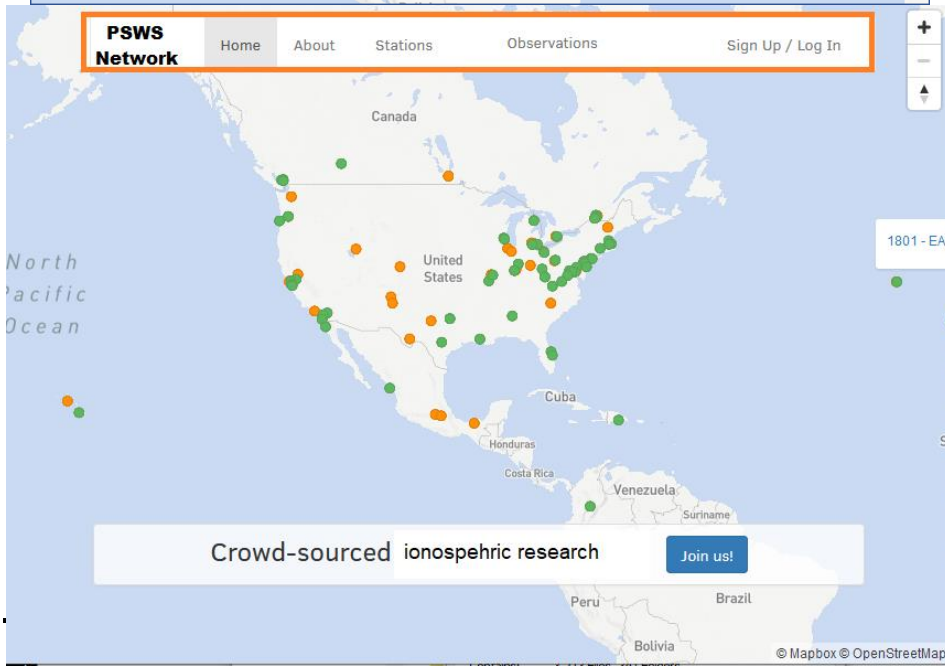 PSWS
Network
Home
About
Stations
Observations
Sign Up / Log In
+
Canada
1801 - EA
North
Pacific
Ocean
United
States
Cuba
Honduras
Costa Rica
Venezuela
Suriname
Crowd-sourced ionospehric research
Join us!
Peru
Brazil
Bolivia
© Mapbox © OpenStreetMap